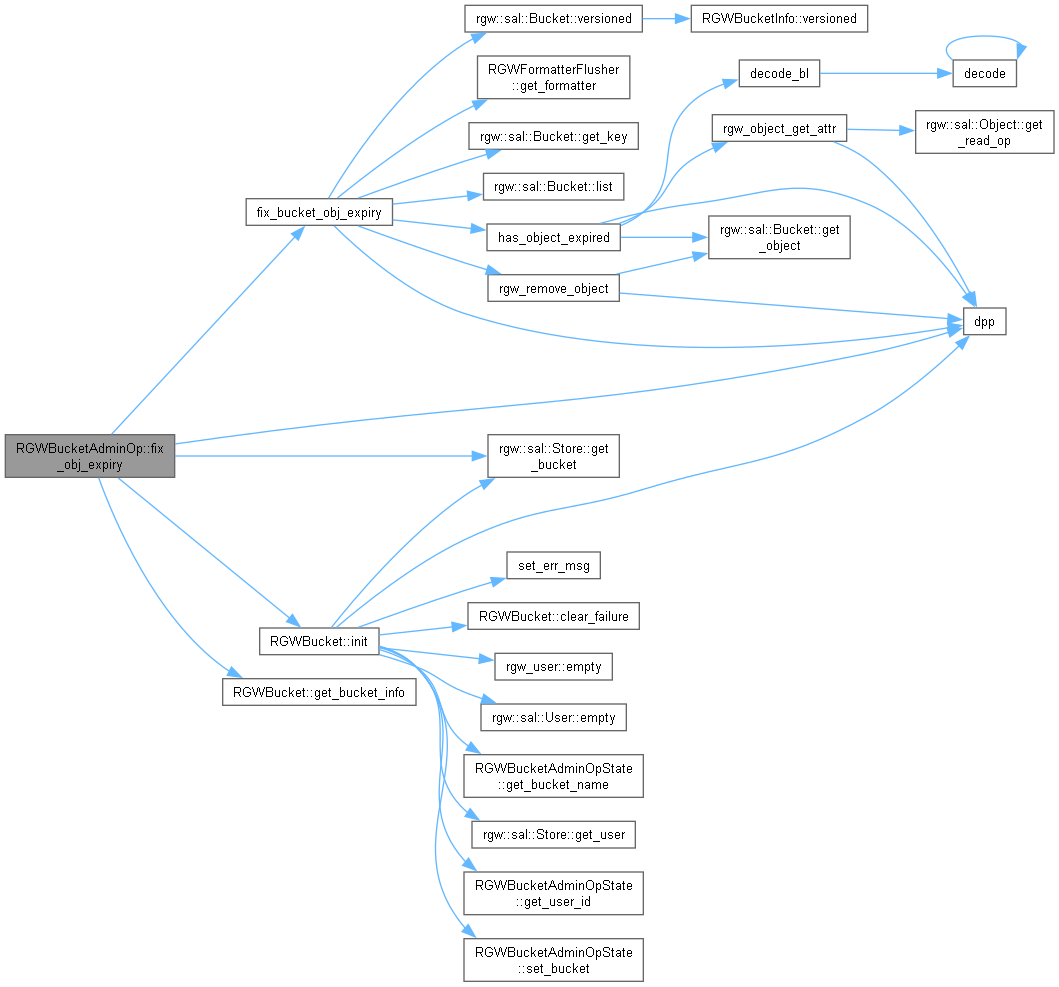 rgw::sal::Bucket::versioned
RGWBucketInfo::versioned
RGWFormatterFlusher
::get_formatter
decode_bl
decode
rgw::sal::Bucket::get_key
rgw_object_get_attr
rgw::sal::Object::get
_read_op
rgw::sal::Bucket::list
fix_bucket_obj_expiry
has_object_expired
rgw::sal::Bucket::get
_object
rgw_remove_object
dpp
RGWBucketAdminOp::fix
_obj_expiry
rgw::sal::Store::get
_bucket
set_err_msg
RGWBucket::clear_failure
RGWBucket::init
rgw_user::empty
RGWBucket::get_bucket_info
rgw::sal::User::empty
RGWBucketAdminOpState
::get_bucket_name
rgw::sal::Store::get_user
RGWBucketAdminOpState
::get_user_id
RGWBucketAdminOpState
::set_bucket